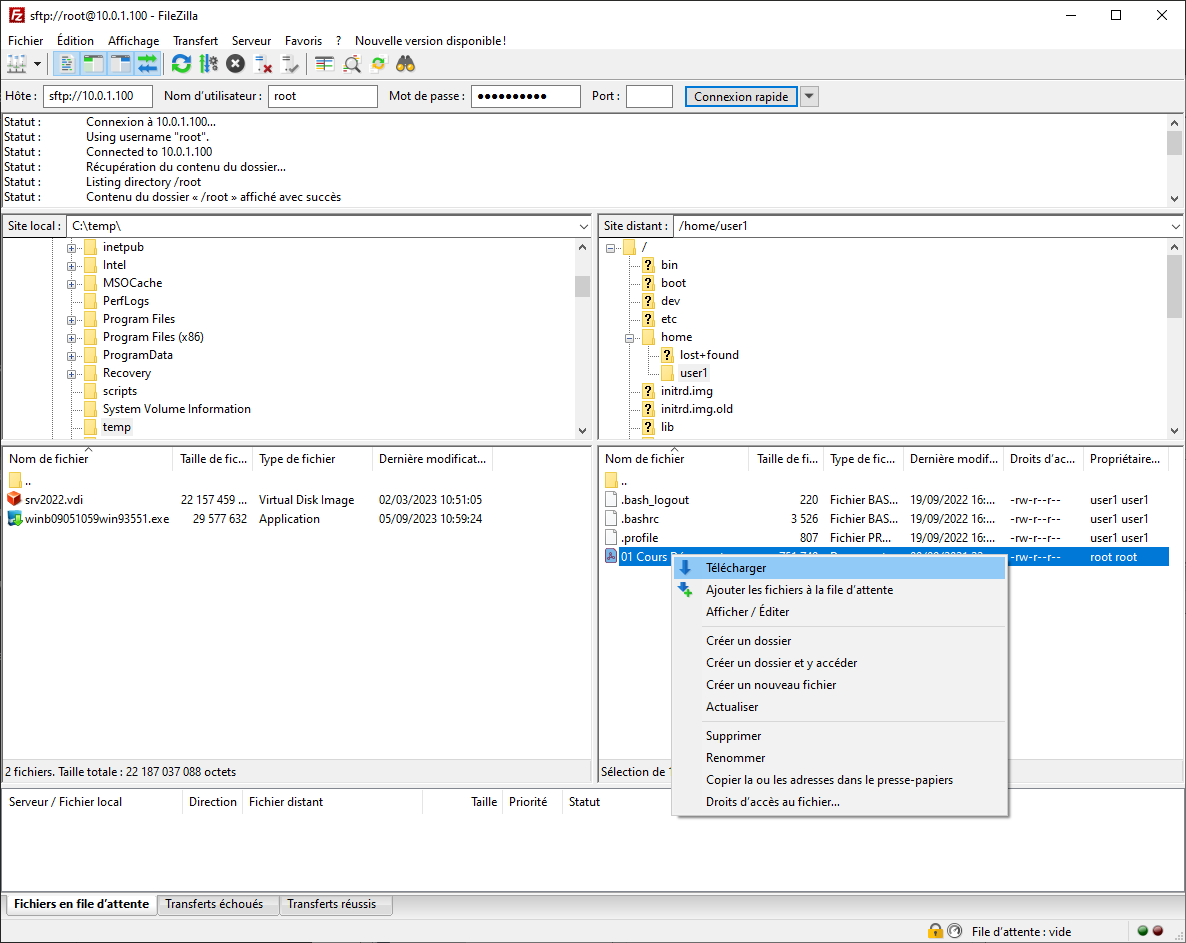 sftp://root@10.0.1.100 - FileZilla
Fichier Édition Affichage Transfert Serveur Favoris ? Nouvelle version disponible!
Hôte : sftp://10.0.1.100 Nom d'utilisateur : root Mot de passe : ●●●●●●●●●● Port : Connexion rapide
Statut : Connexion à 10.0.1.100...
Statut : Using username "root".
Statut : Connected to 10.0.1.100
Statut : Récupération du contenu du dossier...
Statut : Listing directory /root
Statut : Contenu du dossier « /root » affiché avec succès
Site local : C:\temp\
inetpub
Intel
MSOCache
PerfLogs
Program Files
Program Files (x86)
ProgramData
Recovery
scripts
System Volume Information
temp
Site distant : /home/user1
/
bin
boot
dev
etc
home
lost+found
user1
initrd.img
initrd.img.old
lib
Nom de fichier Taille de fic... Type de fichier Dernière modificat...
..
srv2022.vdi 22 157 459 ... Virtual Disk Image 02/03/2023 10:51:05
winb09051059win93551.exe 29 577 632 Application 05/09/2023 10:59:24
2 fichiers. Taille totale : 22 187 037 088 octets
Nom de fichier Taille de fi... Type de fic... Dernière modif... Droits d'ac... Propriétaire...
..
.bash_logout 220 Fichier BAS... 19/09/2022 16:... -rw-r--r-- user1 user1
.bashrc 3 526 Fichier BAS... 19/09/2022 16:... -rw-r--r-- user1 user1
.profile 807 Fichier PR... 19/09/2022 16:... -rw-r--r-- user1 user1
01 Cours -rw-r--r-- root root
Télécharger
Ajouter les fichiers à la file d'attente
Afficher / Éditer
Créer un dossier
Créer un dossier et y accéder
Créer un nouveau fichier
Actualiser
Supprimer
Renommer
Copier la ou les adresses dans le presse-papiers
Droits d'accès au fichier...
Sélection de
Serveur / Fichier local Direction Fichier distant Taille Priorité Statut
Fichiers en file d'attente Transferts échoués Transferts réussis
File d'attente : vide